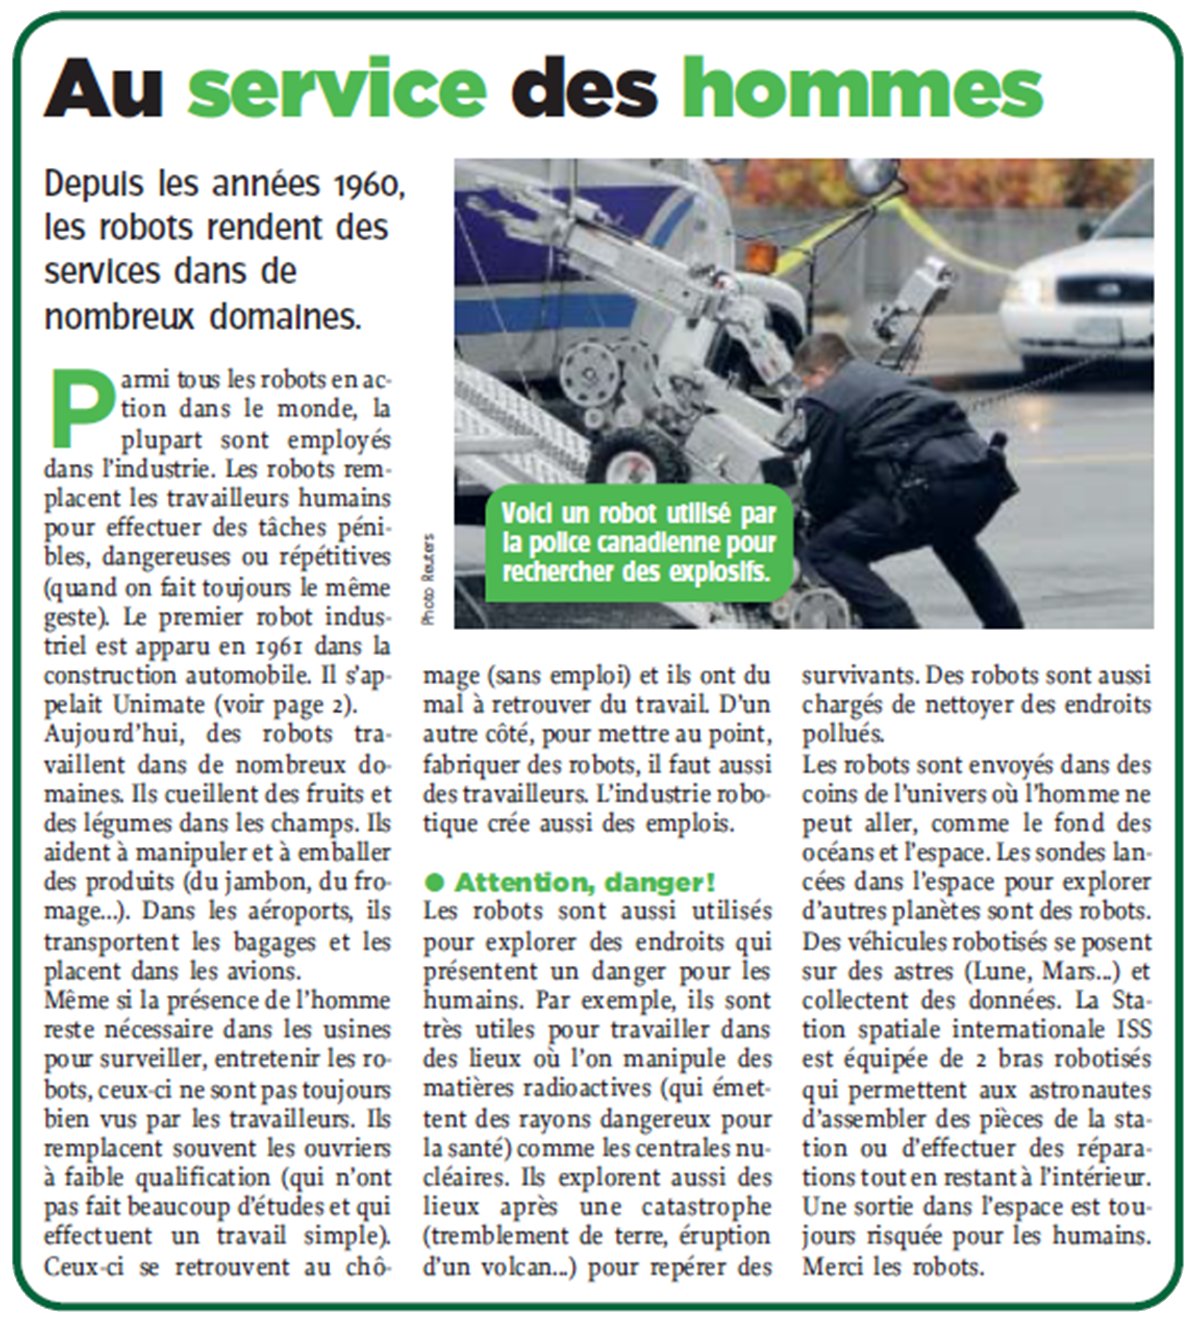 Au service des hommes
Depuis les années 1960,
les robots rendent des
services dans de
nombreux domaines.
Parmi tous les robots en ac-
tion dans le monde, la
plupart sont employés
dans l'industrie. Les robots rem-
placent les travailleurs humains
pour effectuer des tâches péni-
bles, dangereuses ou répétitives
(quand on fait toujours le même
geste). Le premier robot indus-
triel est apparu en 1961 dans la
construction automobile. Il s'ap-
pelait Unimate (voir page 2).
Aujourd'hui, des robots tra-
vaillent dans de nombreux do-
maines. Ils cueillent des fruits et
des légumes dans les champs. Ils
aident à manipuler et à emballer
des produits (du jambon, du fro-
mage...). Dans les aéroports, ils
transportent les bagages et les
placent dans les avions.
Même si la présence de l'homme
reste nécessaire dans les usines
pour surveiller, entretenir les ro-
bots, ceux-ci ne sont pas toujours
bien vus par les travailleurs. Ils
remplacent souvent les ouvriers
à faible qualification (qui n'ont
pas fait beaucoup d'études et qui
effectuent un travail simple).
Ceux-ci se retrouvent au chô-
Photo Reuters
Voici un robot utilisé par
la police canadienne pour
rechercher des explosifs.
mage (sans emploi) et ils ont du
mal à retrouver du travail. D'un
autre côté, pour mettre au point,
fabriquer des robots, il faut aussi
des travailleurs. L'industrie robo-
tique crée aussi des emplois.
● Attention, danger!
Les robots sont aussi utilisés
pour explorer des endroits qui
présentent un danger pour les
humains. Par exemple, ils sont
très utiles pour travailler dans
des lieux où l'on manipule des
matières radioactives (qui émet-
tent des rayons dangereux pour
la santé) comme les centrales nu-
cléaires. Ils explorent aussi des
lieux après une catastrophe
(tremblement de terre, éruption
d'un volcan...) pour repérer des
survivants. Des robots sont aussi
chargés de nettoyer des endroits
pollués.
Les robots sont envoyés dans des
coins de l'univers où l'homme ne
peut aller, comme le fond des
océans et l'espace. Les sondes lan-
cées dans l'espace pour explorer
d'autres planètes sont des robots.
Des véhicules robotisés se posent
sur des astres (Lune, Mars...) et
collectent des données. La Sta-
tion spatiale internationale ISS
est équipée de 2 bras robotisés
qui permettent aux astronautes
d'assembler des pièces de la sta-
tion ou d'effectuer des répara-
tions tout en restant à l'intérieur.
Une sortie dans l'espace est tou-
jours risquée pour les humains.
Merci les robots.